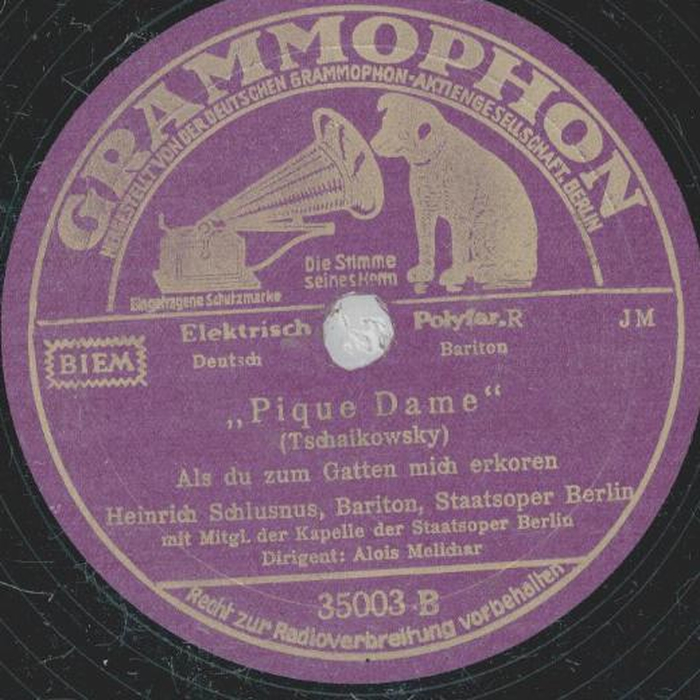 GRAMMOPHON
HERGESTELLT VON DER DEUTSCHEN GRAMMOPHON-AKTIENGESELLSCHAFT, BERLIN
Die Stimme
seines Herrn
Eingetragene Schutzmarke
Elektrisch Polyfar.R JM
BIEM Deutsch Bariton
„Pique Dame“
(Tschaikowsky)
Als du zum Gatten mich erkoren
Heinrich Schlusnus, Bariton, Staatsoper Berlin
mit Mitgl. der Kapelle der Staatsoper Berlin
Dirigent: Alois Melichar
35003 B
Recht zur Radioverbreitung vorbehalten